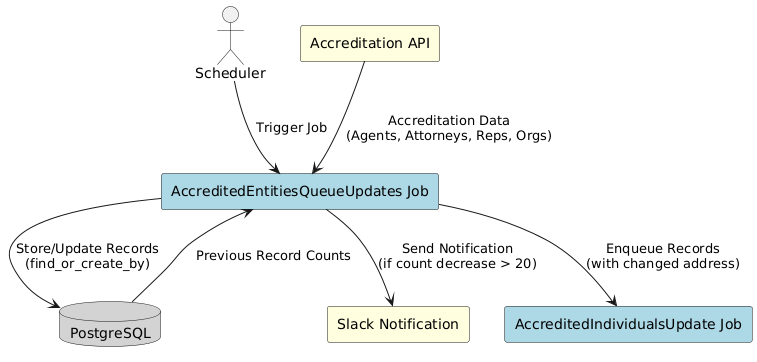 Accreditation API
Scheduler
Trigger Job
Accreditation Data
(Agents, Attorneys, Reps, Orgs)
AccreditedEntitiesQueueUpdates Job
Store/Update Records
(find_or_create_by)
Previous Record Counts
Send Notification
(if count decrease > 20)
Enqueue Records
(with changed address)
PostgreSQL
Slack Notification
AccreditedIndividualsUpdate Job